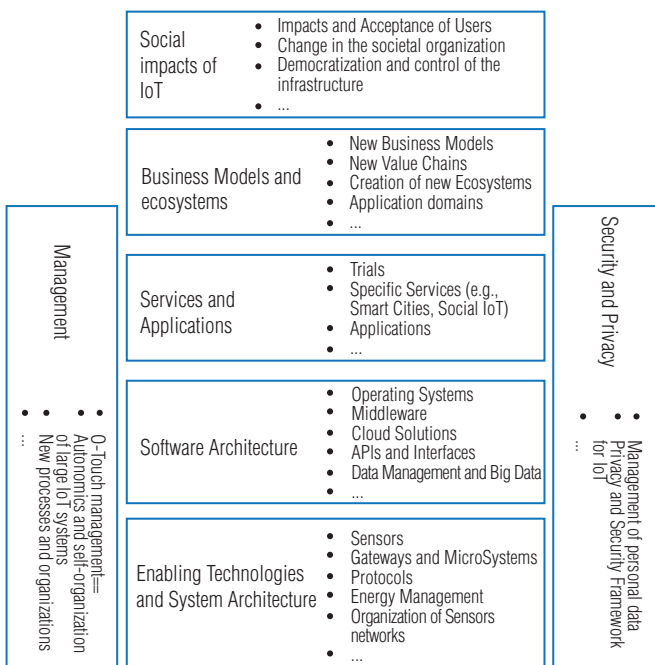 Social
impacts of
IoT
• Impacts and Acceptance of Users
• Change in the societal organization
• Democratization and control of the
infrastructure
• ...
Business Models and
ecosystems
• New Business Models
• New Value Chains
• Creation of new Ecosystems
• Application domains
• ...
Services and
Applications
• Trials
• Specific Services (e.g.,
Smart Cities, Social IoT)
• Applications
• ...
Software Architecture
• Operating Systems
• Middleware
• Cloud Solutions
• APIs and Interfaces
• Data Management and Big Data
• ...
Enabling Technologies
and System Architecture
• Sensors
• Gateways and MicroSystems
• Protocols
• Energy Management
• Organization of Sensors
networks
• ...
Management
• 0-Touch management==
• Autonomics and self-organization
of large IoT systems
• New processes and organizations
...
Security and Privacy
• Management of personal data
• Privacy and Security Framework
for IoT
• ...